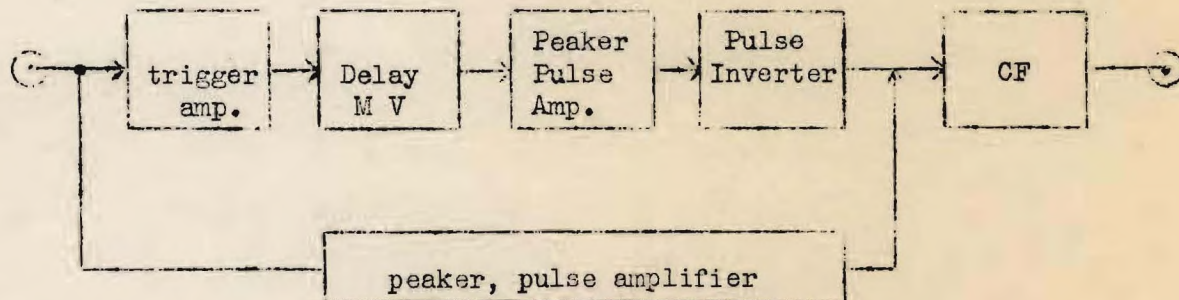 trigger
amp.
Delay
M V
Peaker
Pulse
Amp.
Pulse
Inverter
CF
peaker, pulse amplifier